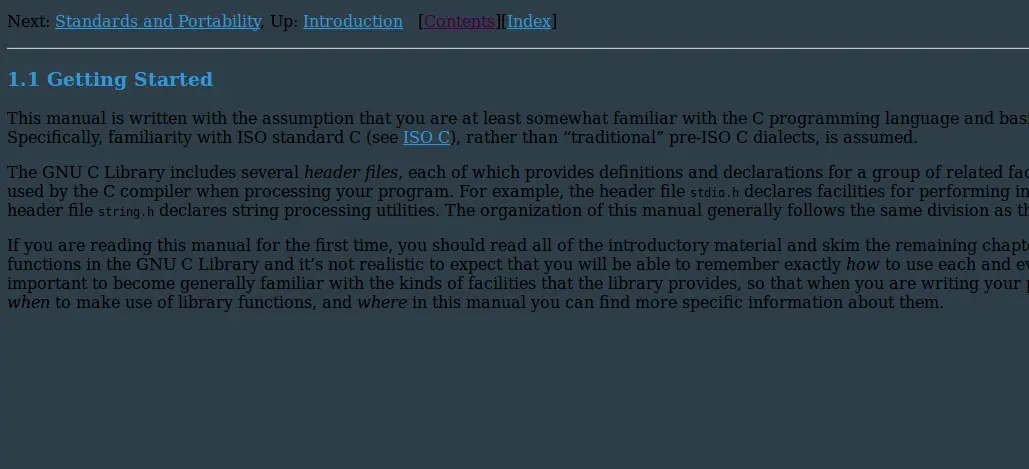 Next: Standards and Portability, Up: Introduction [Contents][Index]
1.1 Getting Started
This manual is written with the assumption that you are at least somewhat familiar with the C programming language and basi
Specifically, familiarity with ISO standard C (see ISO C), rather than “traditional” pre-ISO C dialects, is assumed.
The GNU C Library includes several header files, each of which provides definitions and declarations for a group of related fac
used by the C compiler when processing your program. For example, the header file stdio.h declares facilities for performing in
header file string.h declares string processing utilities. The organization of this manual generally follows the same division as th
If you are reading this manual for the first time, you should read all of the introductory material and skim the remaining chapte
functions in the GNU C Library and it’s not realistic to expect that you will be able to remember exactly how to use each and ev
important to become generally familiar with the kinds of facilities that the library provides, so that when you are writing your p
when to make use of library functions, and where in this manual you can find more specific information about them.